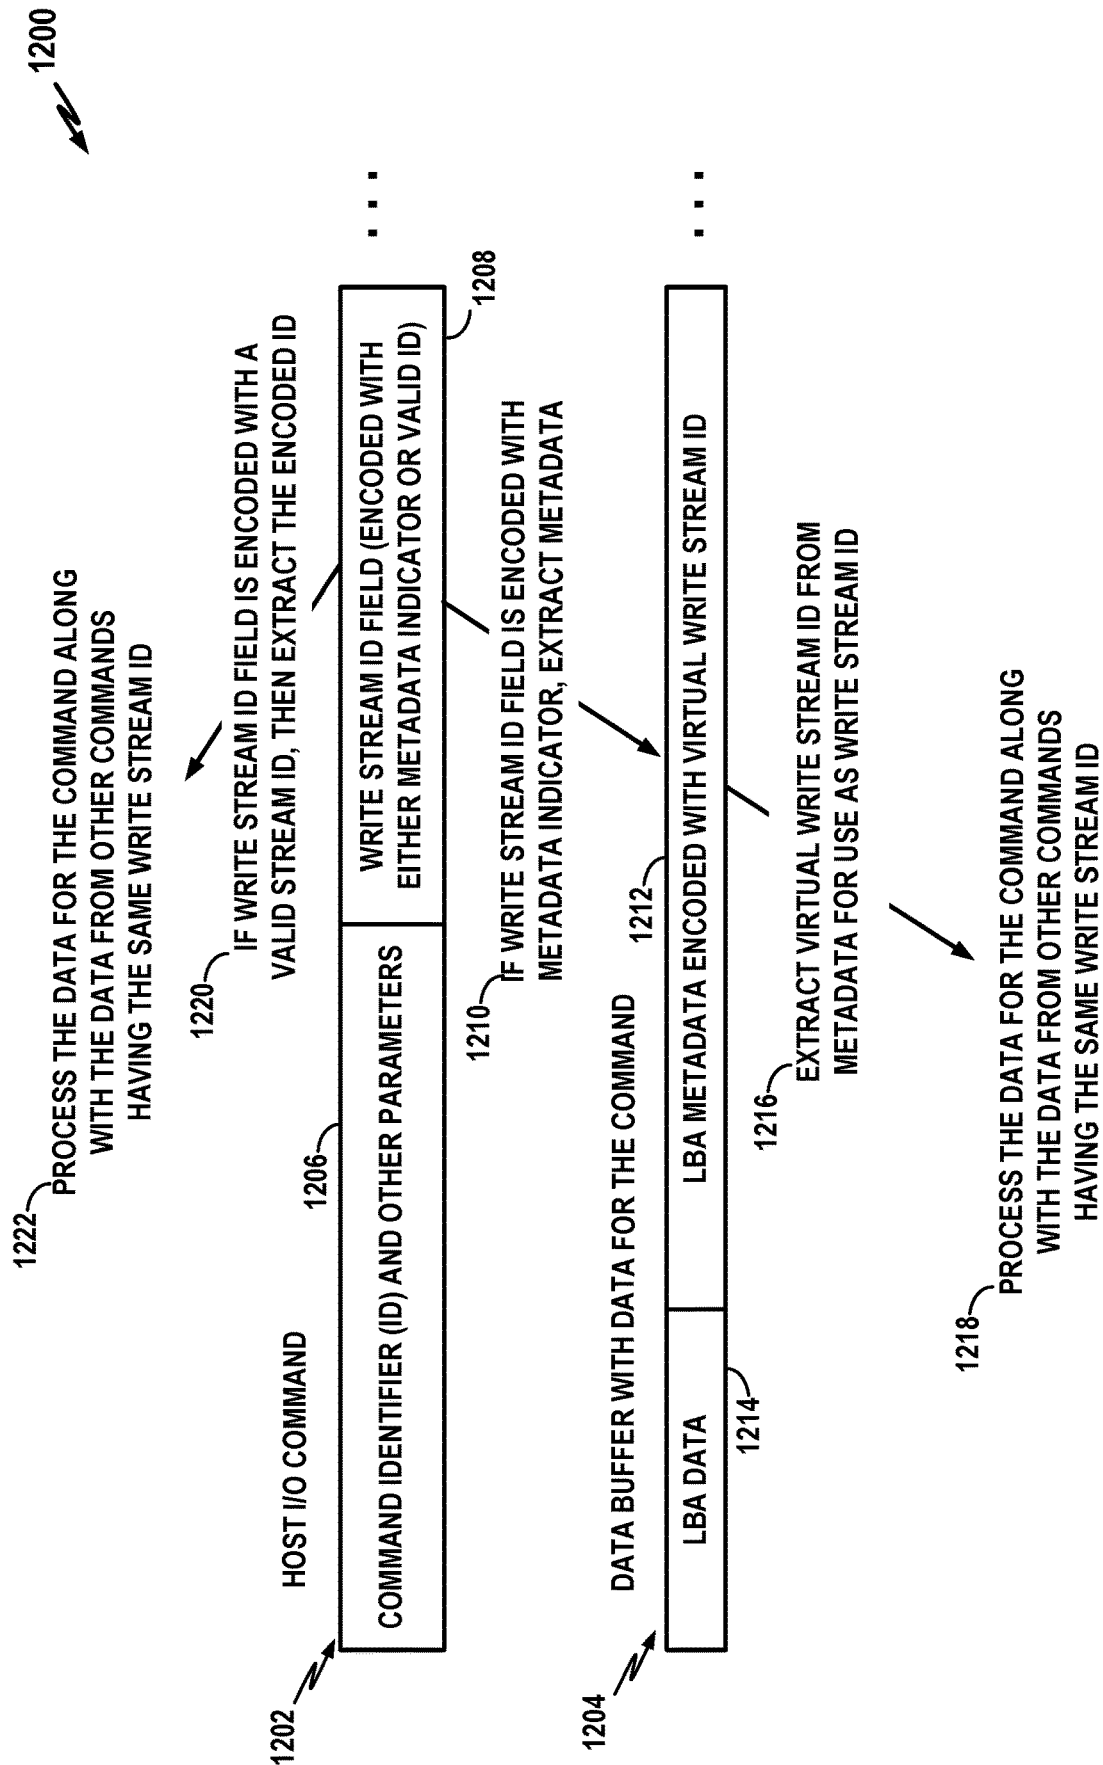 1200
1222
PROCESS THE DATA FOR THE COMMAND ALONG
WITH THE DATA FROM OTHER COMMANDS
HAVING THE SAME WRITE STREAM ID
1220
IF WRITE STREAM ID FIELD IS ENCODED WITH A
VALID STREAM ID, THEN EXTRACT THE ENCODED ID
HOST I/O COMMAND
1202
1206
COMMAND IDENTIFIER (ID) AND OTHER PARAMETERS
WRITE STREAM ID FIELD (ENCODED WITH
EITHER METADATA INDICATOR OR VALID ID)
. . .
1208
1210
IF WRITE STREAM ID FIELD IS ENCODED WITH
METADATA INDICATOR, EXTRACT METADATA
DATA BUFFER WITH DATA FOR THE COMMAND
1204
1212
LBA DATA
LBA METADATA ENCODED WITH VIRTUAL WRITE STREAM ID
. . .
1214
1216
EXTRACT VIRTUAL WRITE STREAM ID FROM
METADATA FOR USE AS WRITE STREAM ID
1218
PROCESS THE DATA FOR THE COMMAND ALONG
WITH THE DATA FROM OTHER COMMANDS
HAVING THE SAME WRITE STREAM ID